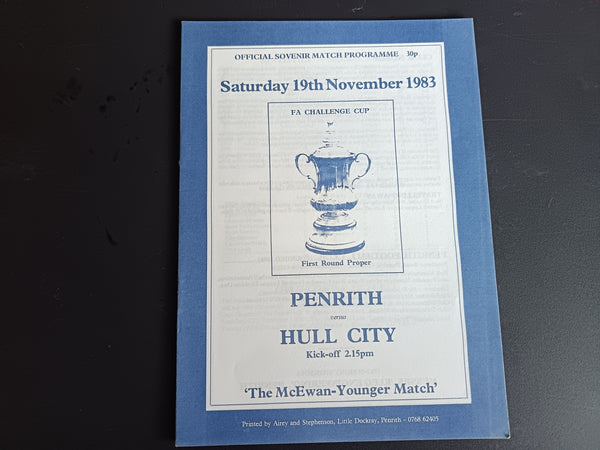 OFFICIAL SOVENIR MATCH PROGRAMME 30p
Saturday 19th November 1983
FA CHALLENGE CUP
First Round Proper
PENRITH
versus
HULL CITY
Kick-off 2.15pm
'The McEwan-Younger Match'
Printed by Airey and Stephenson, Little Dockray, Penrith - 0768 62405